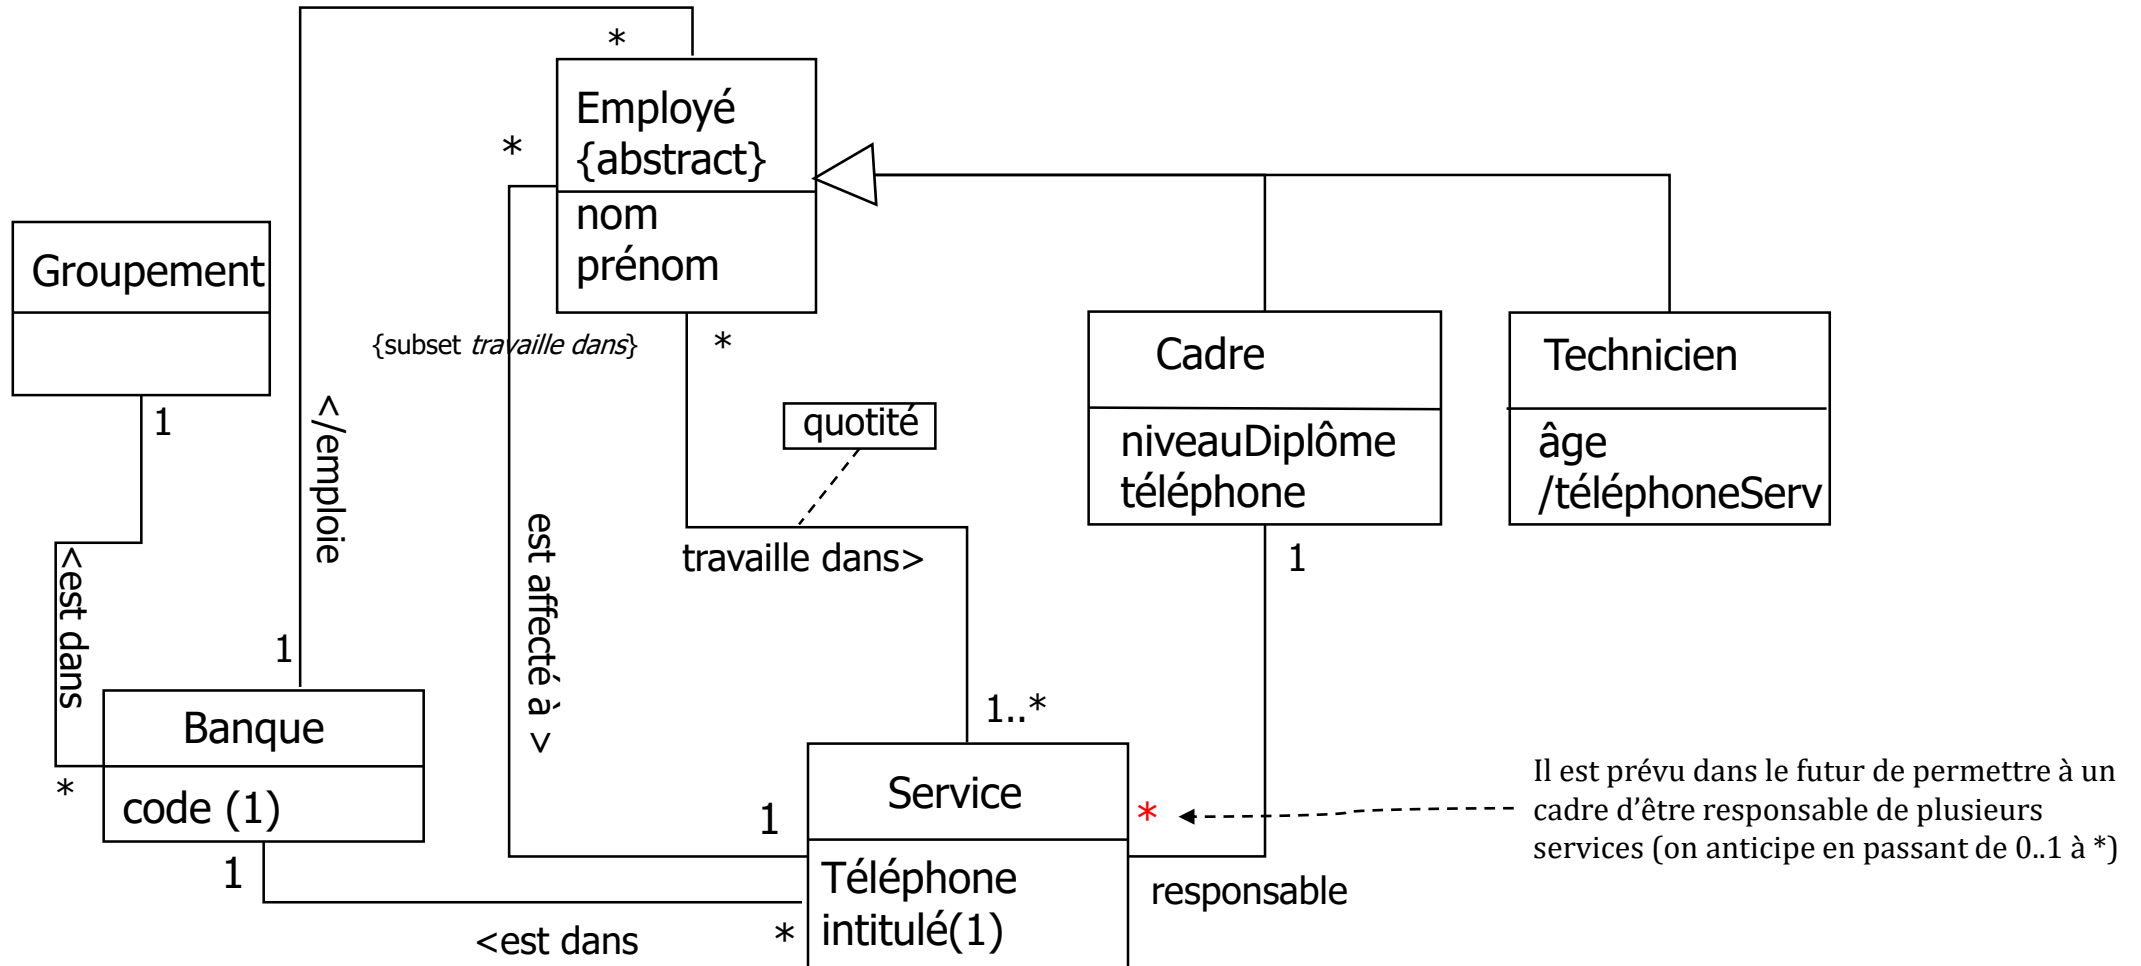 *
Employé
{abstract}
nom
prénom
*
Groupement
{subset travaille dans}
*
Cadre
niveauDiplôme
téléphone
Technicien
âge
/téléphoneServ
1
</emploie
quotité
est affecté à >
travaille dans>
1
<est dans
1
1..*
Banque
code (1)
*
1
Service
Téléphone
intitulé(1)
*
Il est prévu dans le futur de permettre à un
cadre d’être responsable de plusieurs
services (on anticipe en passant de 0..1 à *)
1
responsable
<est dans
*